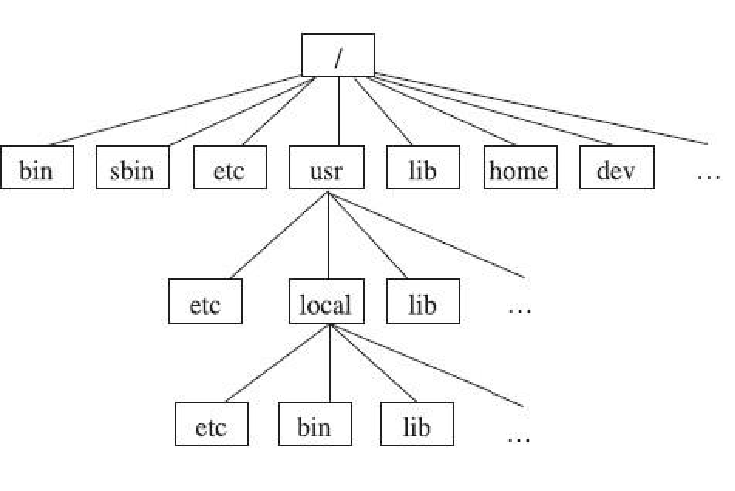 /
bin sbin etc usr lib home dev ...
etc local lib ...
etc bin lib ...